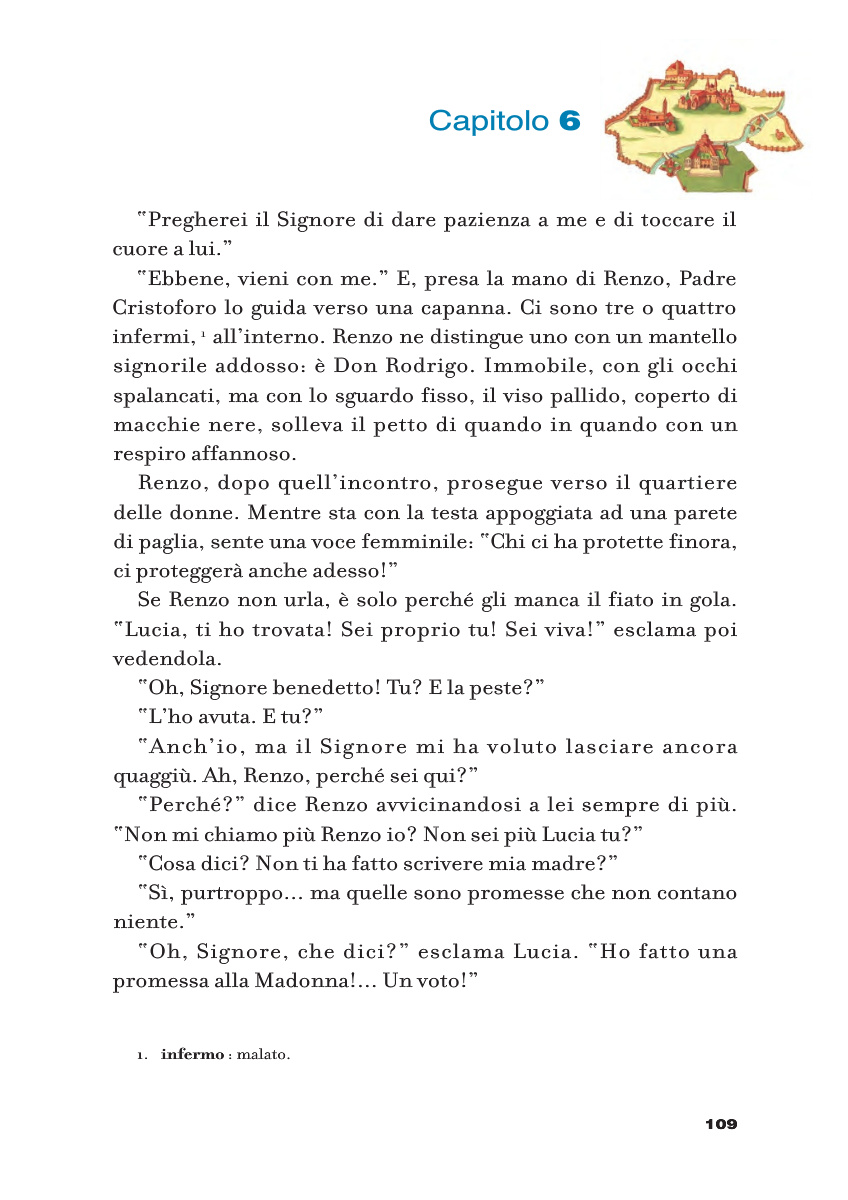 Capitolo 6
"Pregherei il Signore di dare pazienza a me e di toccare il
cuore a lui."
"Ebbene, vieni con me." E, presa la mano di Renzo, Padre
Cristoforo lo guida verso una capanna. Ci sono tre o quattro
infermi, ¹ all'interno. Renzo ne distingue uno con un mantello
signorile addosso: è Don Rodrigo. Immobile, con gli occhi
spalancati, ma con lo sguardo fisso, il viso pallido, coperto di
macchie nere, solleva il petto di quando in quando con un
respiro affannoso.
Renzo, dopo quell'incontro, prosegue verso il quartiere
delle donne. Mentre sta con la testa appoggiata ad una parete
di paglia, sente una voce femminile: "Chi ci ha protette finora,
ci proteggerà anche adesso!"
Se Renzo non urla, è solo perché gli manca il fiato in gola.
"Lucia, ti ho trovata! Sei proprio tu! Sei viva!" esclama poi
vedendola.
"Oh, Signore benedetto! Tu? E la peste?"
"L'ho avuta. E tu?"
"Anch'io, ma il Signore mi ha voluto lasciare ancora
quaggiù. Ah, Renzo, perché sei qui?"
"Perché?" dice Renzo avvicinandosi a lei sempre di più.
"Non mi chiamo più Renzo io? Non sei più Lucia tu?"
"Cosa dici? Non ti ha fatto scrivere mia madre?"
"Sì, purtroppo... ma quelle sono promesse che non contano
niente."
"Oh, Signore, che dici?" esclama Lucia. "Ho fatto una
promessa alla Madonna!... Un voto!"
1. infermo : malato.
109